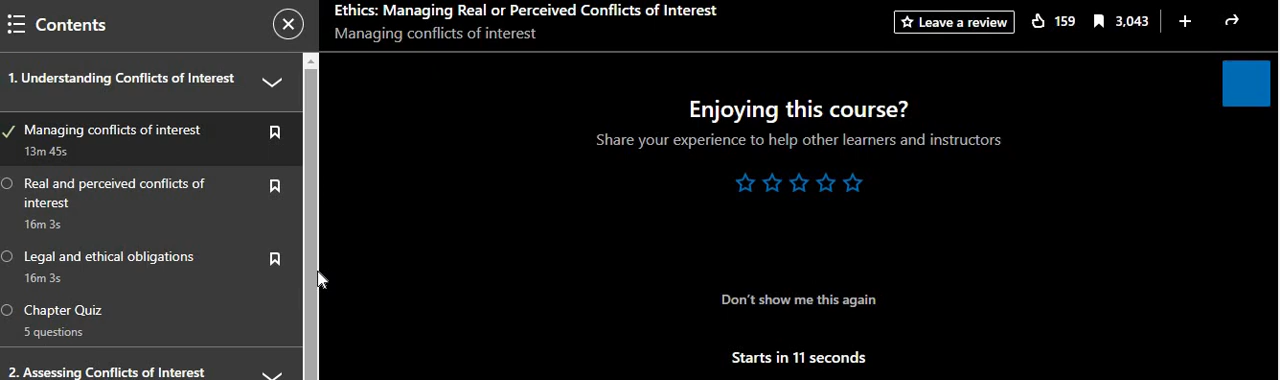 Contents
1. Understanding Conflicts of Interest
Managing conflicts of interest
13m 45s
Real and perceived conflicts of
interest
16m 3s
Legal and ethical obligations
16m 3s
Chapter Quiz
5 questions
2. Assessing Conflicts of Interest
Ethics: Managing Real or Perceived Conflicts of Interest
Managing conflicts of interest
Leave a review
159
3,043
Enjoying this course?
Share your experience to help other learners and instructors
Don't show me this again
Starts in 11 seconds